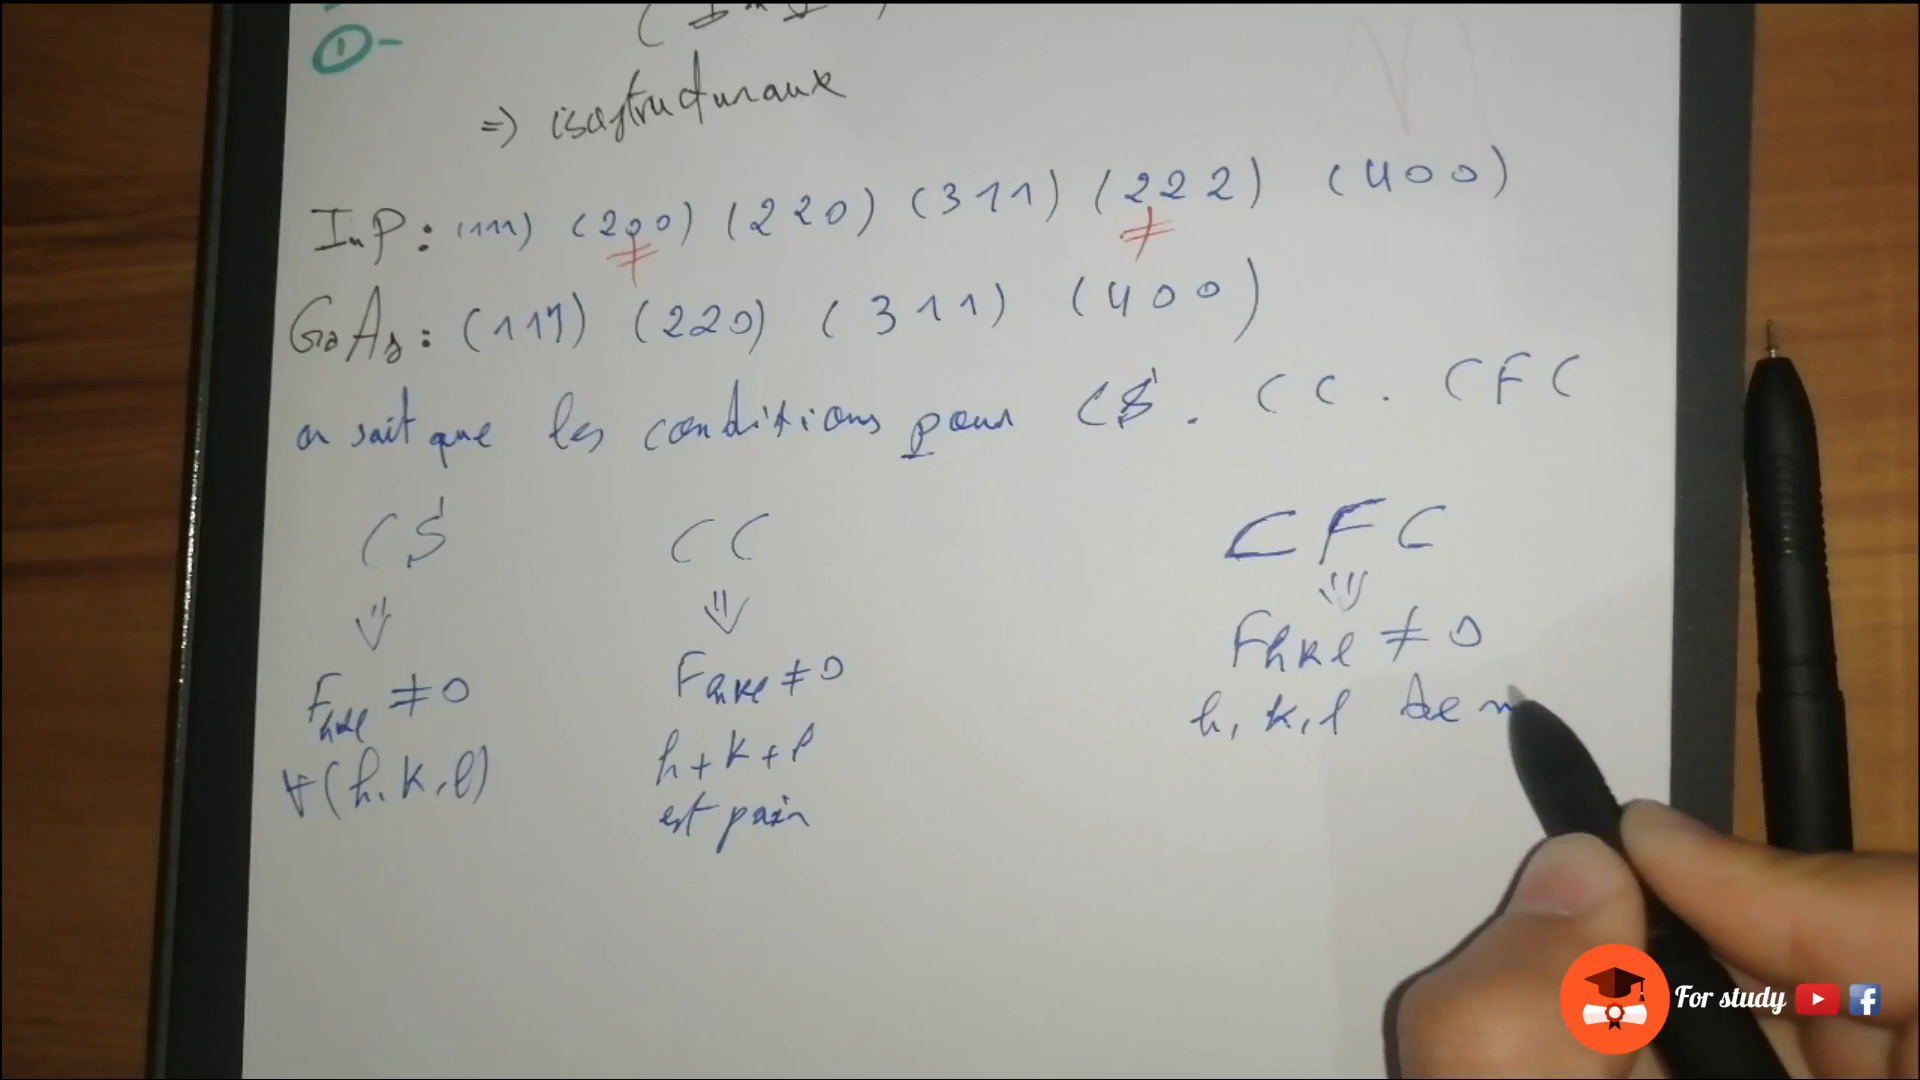 ①-
⇒ isostructuraux
InP: (111) (200) (220) (311) (222) (400)
≠ ≠
GaAs: (111) (220) (311) (400)
on sait que les conditions pour CS. CC. CFC
CS CC CFC
⇓ ⇓ ⇓
Fhkl ≠ 0 Fhkl ≠ 0 Fhkl ≠ 0
∀(h,k,l) h+k+l h,k,l de m
est pair
For study